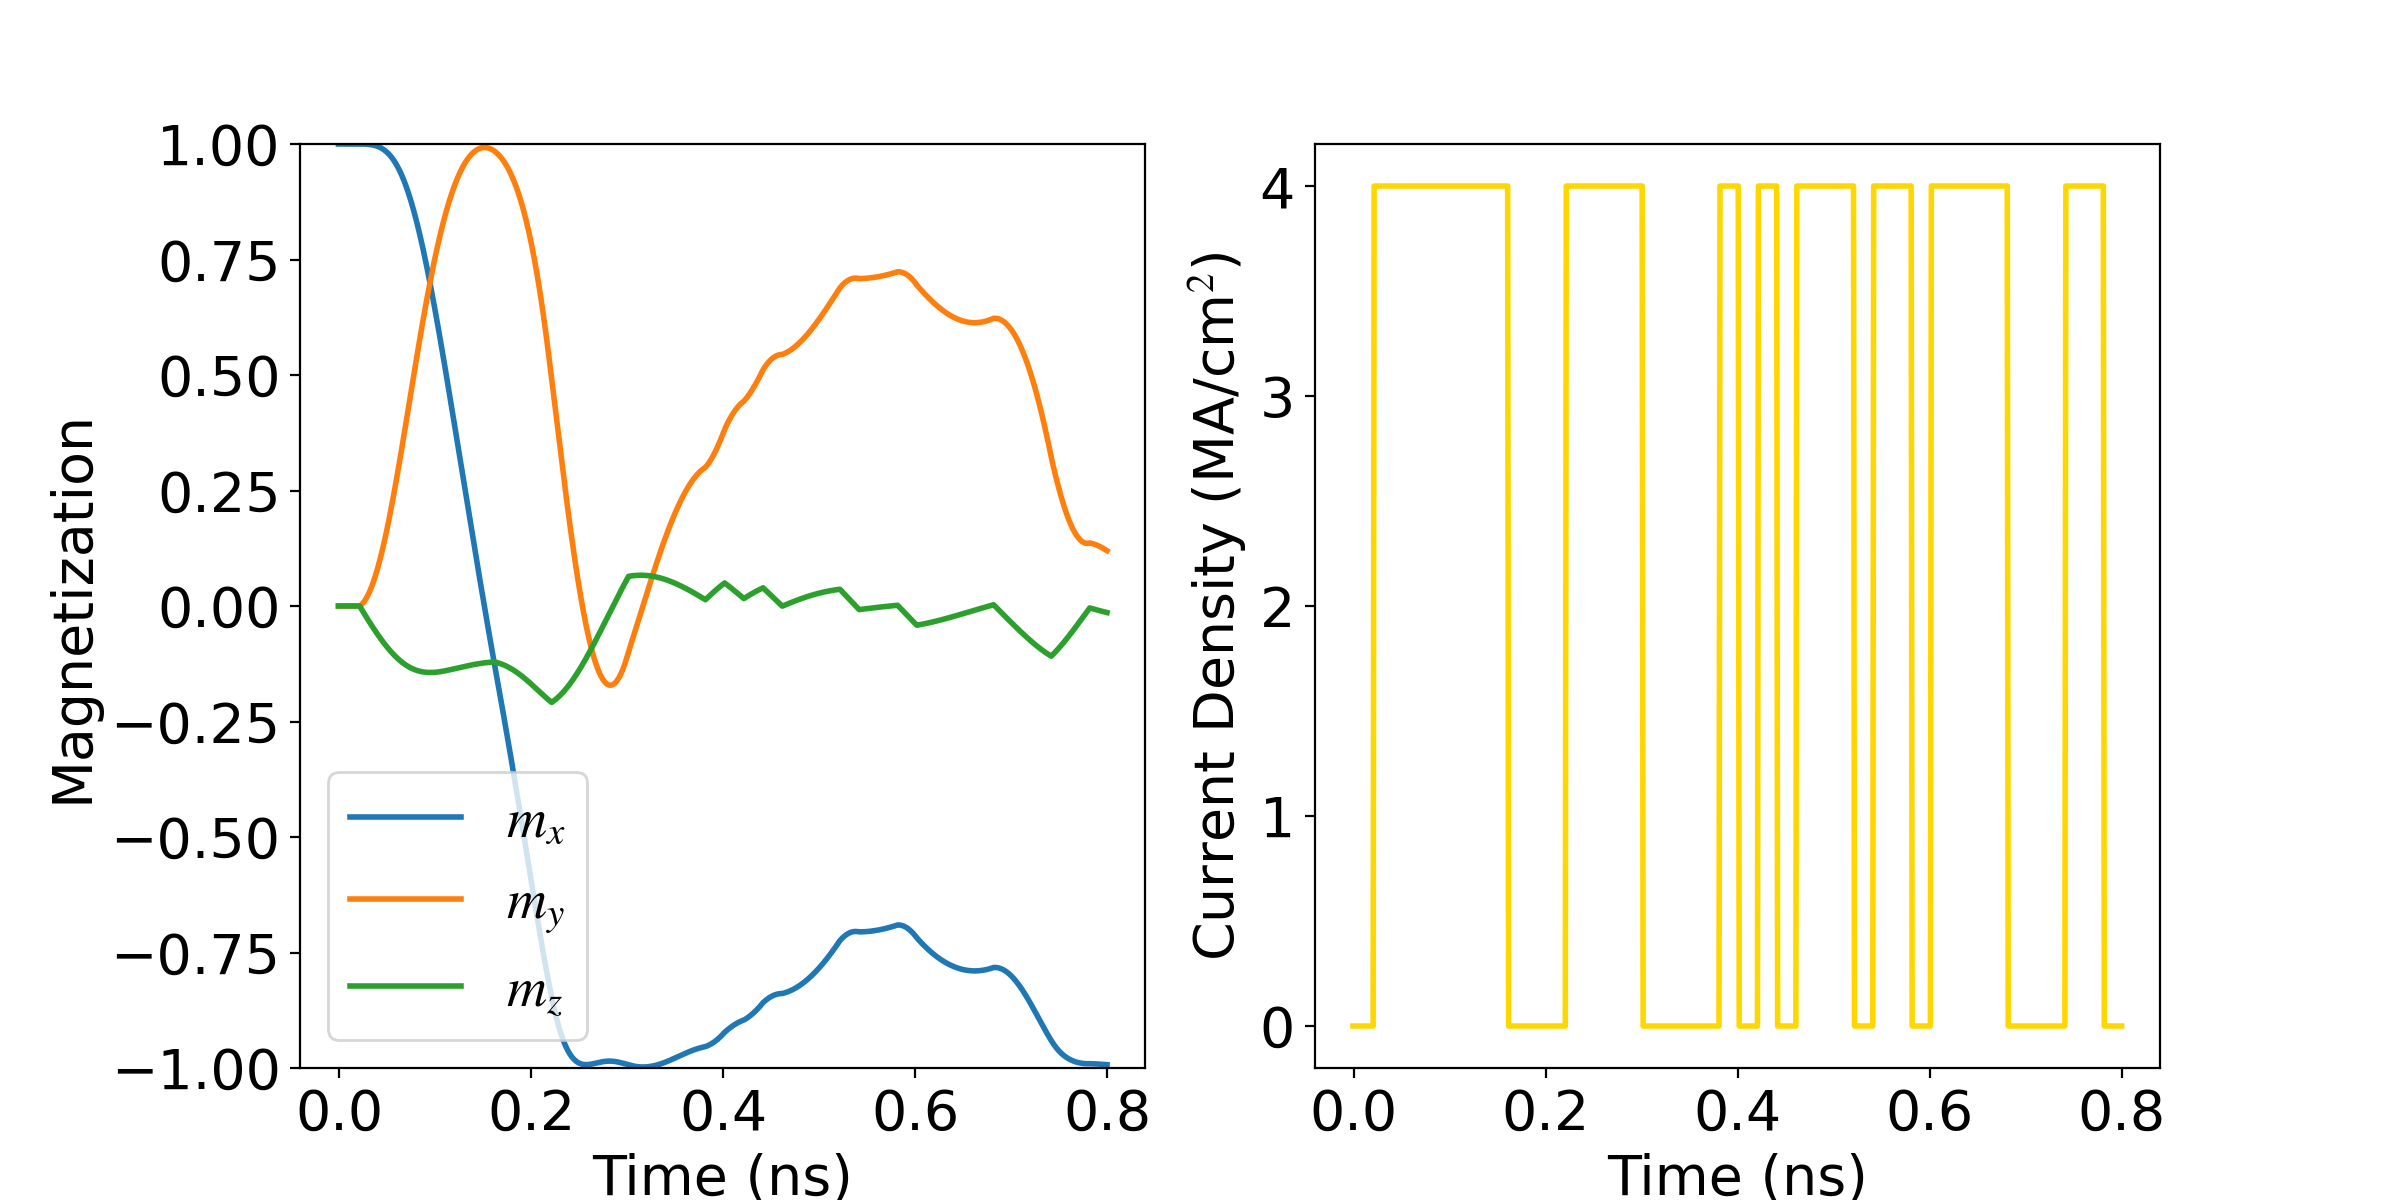 1.00
0.75
0.50
0.25
0.00
−0.25
−0.50
−0.75
−1.00
Magnetization
m_x
m_y
m_z
0.0 0.2 0.4 0.6 0.8
Time (ns)
4
3
2
1
0
Current Density (MA/cm²)
0.0 0.2 0.4 0.6 0.8
Time (ns)